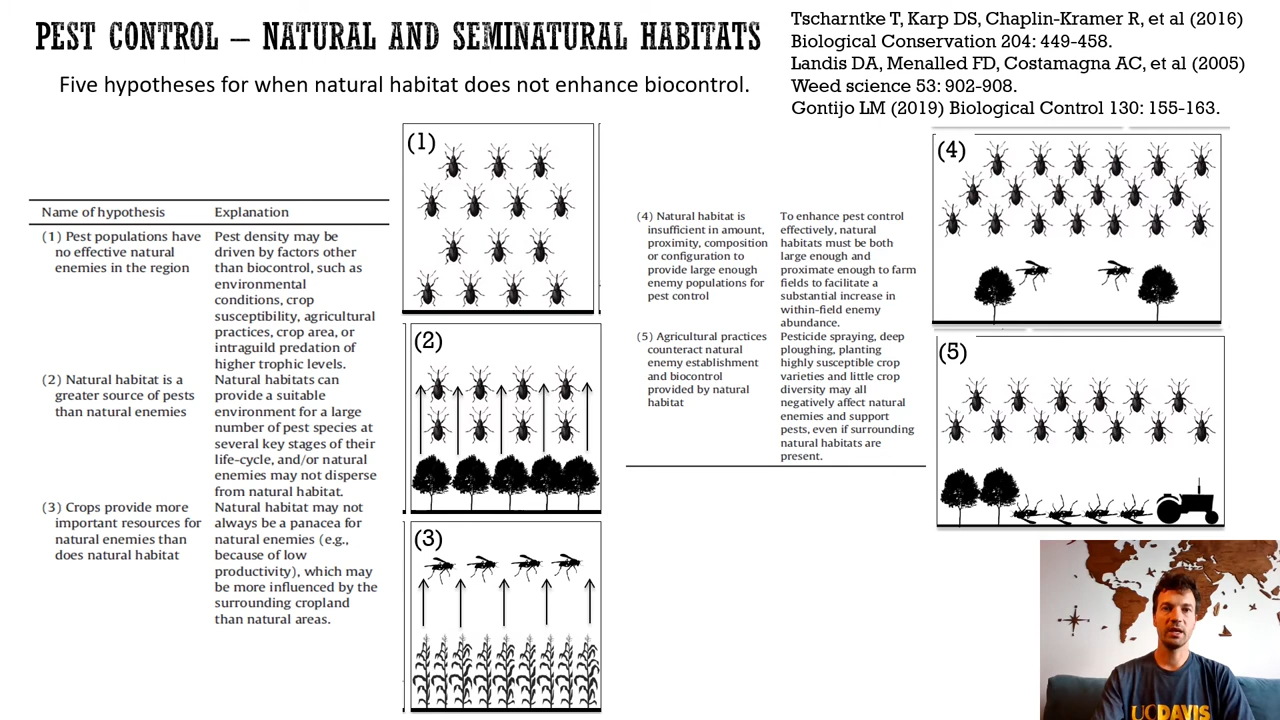 PEST CONTROL – NATURAL AND SEMINATURAL HABITATS
Five hypotheses for when natural habitat does not enhance biocontrol.
Tscharntke T, Karp DS, Chaplin-Kramer R, et al (2016)
Biological Conservation 204: 449-458.
Landis DA, Menalled FD, Costamagna AC, et al (2005)
Weed science 53: 902-908.
Gontijo LM (2019) Biological Control 130: 155-163.
Name of hypothesis
Explanation
(1) Pest populations have
no effective natural
enemies in the region
Pest density may be
driven by factors other
than biocontrol, such as
environmental
conditions, crop
susceptibility, agricultural
practices, crop area, or
intraguild predation of
higher trophic levels.
(2) Natural habitat is a
greater source of pests
than natural enemies
Natural habitats can
provide a suitable
environment for a large
number of pest species at
several key stages of their
life-cycle, and/or natural
enemies may not disperse
from natural habitat.
(3) Crops provide more
important resources for
natural enemies than
does natural habitat
Natural habitat may not
always be a panacea for
natural enemies (e.g.,
because of low
productivity), which may
be more influenced by the
surrounding cropland
than natural areas.
(1)
(2)
(3)
(4) Natural habitat is
insufficient in amount,
proximity, composition
or configuration to
provide large enough
enemy populations for
pest control
To enhance pest control
effectively, natural
habitats must be both
large enough and
proximate enough to farm
fields to facilitate a
substantial increase in
within-field enemy
abundance.
(5) Agricultural practices
counteract natural
enemy establishment
and biocontrol
provided by natural
habitat
Pesticide spraying, deep
ploughing, planting
highly susceptible crop
varieties and little crop
diversity may all
negatively affect natural
enemies and support
pests, even if surrounding
natural habitats are
present.
(4)
(5)
UC DAVIS